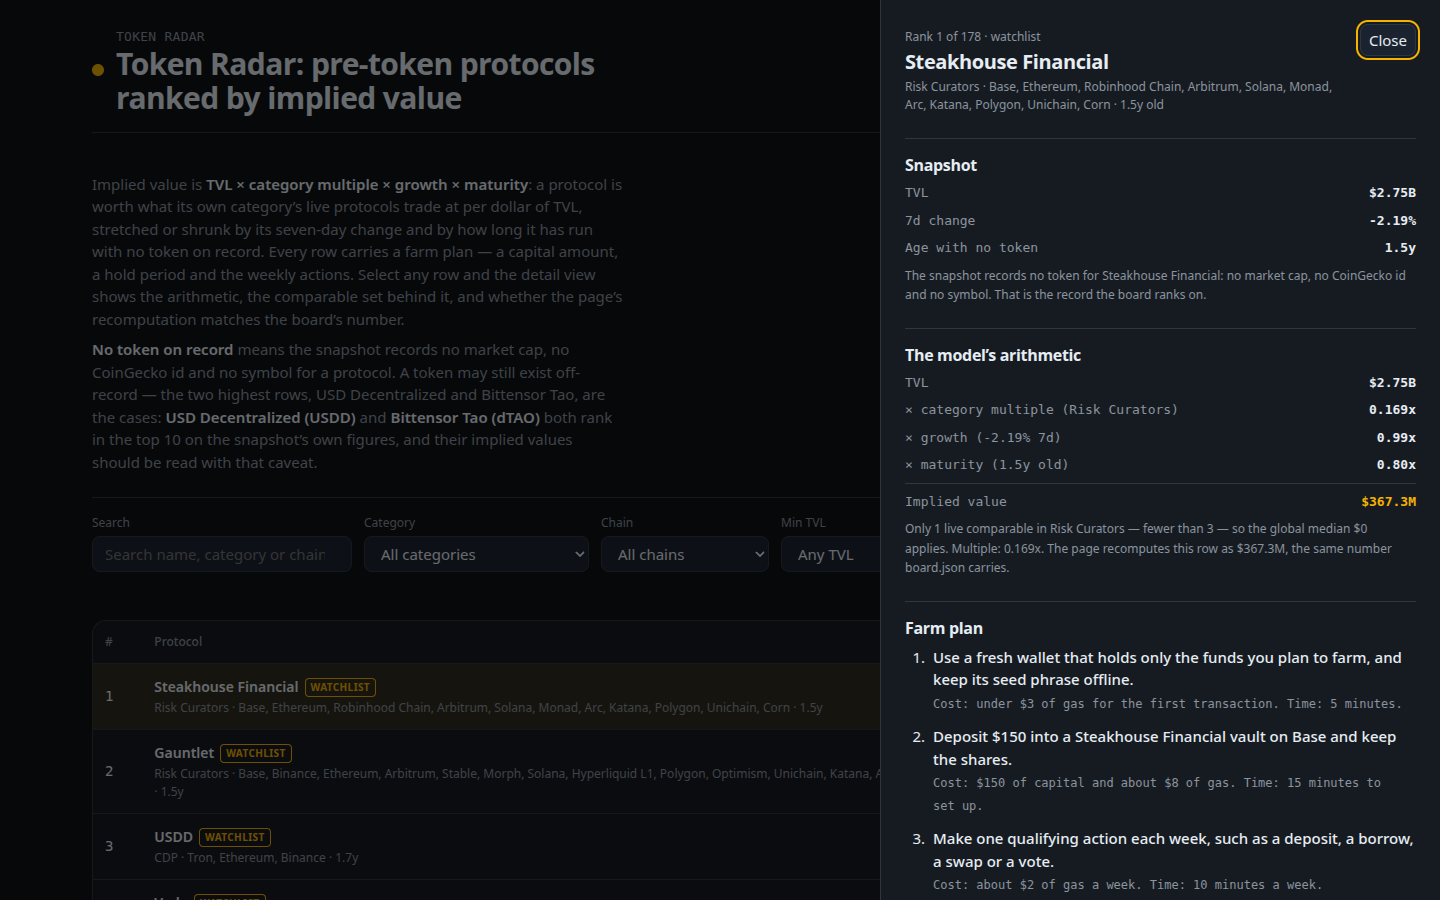 TOKEN RADAR
Token Radar: pre-token protocols
ranked by implied value
Implied value is TVL × category multiple × growth × maturity: a protocol is
worth what its own category's live protocols trade at per dollar of TVL,
stretched or shrunk by its seven-day change and by how long it has run
with no token on record. Every row carries a farm plan — a capital amount,
a hold period and the weekly actions. Select any row and the detail view
shows the arithmetic, the comparable set behind it, and whether the page's
recomputation matches the board's number.
No token on record means the snapshot records no market cap, no
CoinGecko id and no symbol for a protocol. A token may still exist off-
record — the two highest rows, USD Decentralized and Bittensor Tao, are
the cases: USD Decentralized (USDD) and Bittensor Tao (dTAO) both rank
in the top 10 on the snapshot's own figures, and their implied values
should be read with that caveat.
Search
Category
Chain
Min TVL
Search name, category or chain
All categories
All chains
Any TVL
# Protocol
1 Steakhouse Financial WATCHLIST
Risk Curators · Base, Ethereum, Robinhood Chain, Arbitrum, Solana, Monad, Arc, Katana, Polygon, Unichain, Corn · 1.5y
2 Gauntlet WATCHLIST
Risk Curators · Base, Binance, Ethereum, Arbitrum, Stable, Morph, Solana, Hyperliquid L1, Polygon, Optimism, Unichain, Katana,
· 1.5y
3 USDD WATCHLIST
CDP · Tron, Ethereum, Binance · 1.7y
Rank 1 of 178 · watchlist
Close
Steakhouse Financial
Risk Curators · Base, Ethereum, Robinhood Chain, Arbitrum, Solana, Monad,
Arc, Katana, Polygon, Unichain, Corn · 1.5y old
Snapshot
TVL $2.75B
7d change -2.19%
Age with no token 1.5y
The snapshot records no token for Steakhouse Financial: no market cap, no CoinGecko id
and no symbol. That is the record the board ranks on.
The model's arithmetic
TVL $2.75B
× category multiple (Risk Curators) 0.169x
× growth (-2.19% 7d) 0.99x
× maturity (1.5y old) 0.80x
Implied value $367.3M
Only 1 live comparable in Risk Curators — fewer than 3 — so the global median $0
applies. Multiple: 0.169x. The page recomputes this row as $367.3M, the same number
board.json carries.
Farm plan
1. Use a fresh wallet that holds only the funds you plan to farm, and
keep its seed phrase offline.
Cost: under $3 of gas for the first transaction. Time: 5 minutes.
2. Deposit $150 into a Steakhouse Financial vault on Base and keep
the shares.
Cost: $150 of capital and about $8 of gas. Time: 15 minutes to
set up.
3. Make one qualifying action each week, such as a deposit, a borrow,
a swap or a vote.
Cost: about $2 of gas a week. Time: 10 minutes a week.